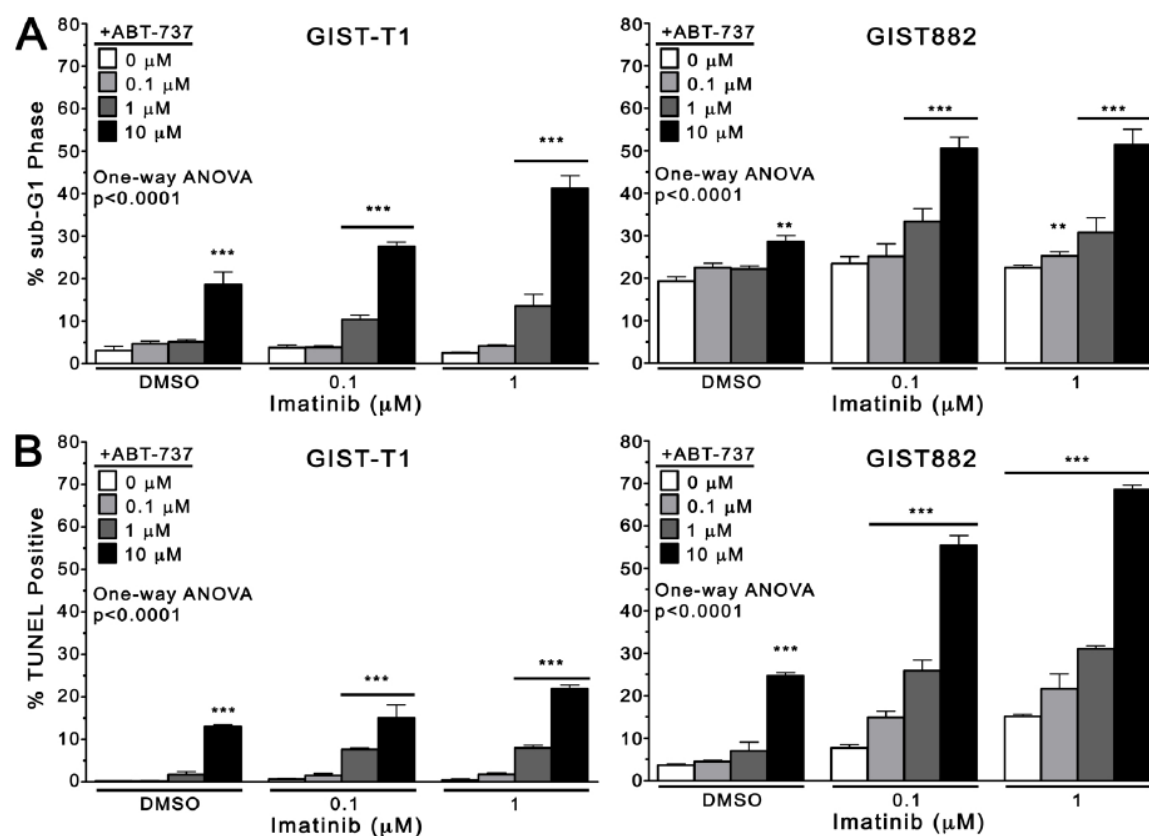 A
GIST-T1
+ABT-737
0 μM
0.1 μM
1 μM
10 μM
One-way ANOVA
p<0.0001
% sub-G1 Phase
80
70
60
50
40
30
20
10
0
***
***
***
DMSO
0.1
1
Imatinib (μM)
GIST882
+ABT-737
0 μM
0.1 μM
1 μM
10 μM
One-way ANOVA
p<0.0001
80
70
60
50
40
30
20
10
0
**
***
**
***
DMSO
0.1
1
Imatinib (μM)
B
GIST-T1
+ABT-737
0 μM
0.1 μM
1 μM
10 μM
One-way ANOVA
p<0.0001
% TUNEL Positive
80
70
60
50
40
30
20
10
0
***
***
***
DMSO
0.1
1
Imatinib (μM)
GIST882
+ABT-737
0 μM
0.1 μM
1 μM
10 μM
One-way ANOVA
p<0.0001
80
70
60
50
40
30
20
10
0
***
***
***
DMSO
0.1
1
Imatinib (μM)